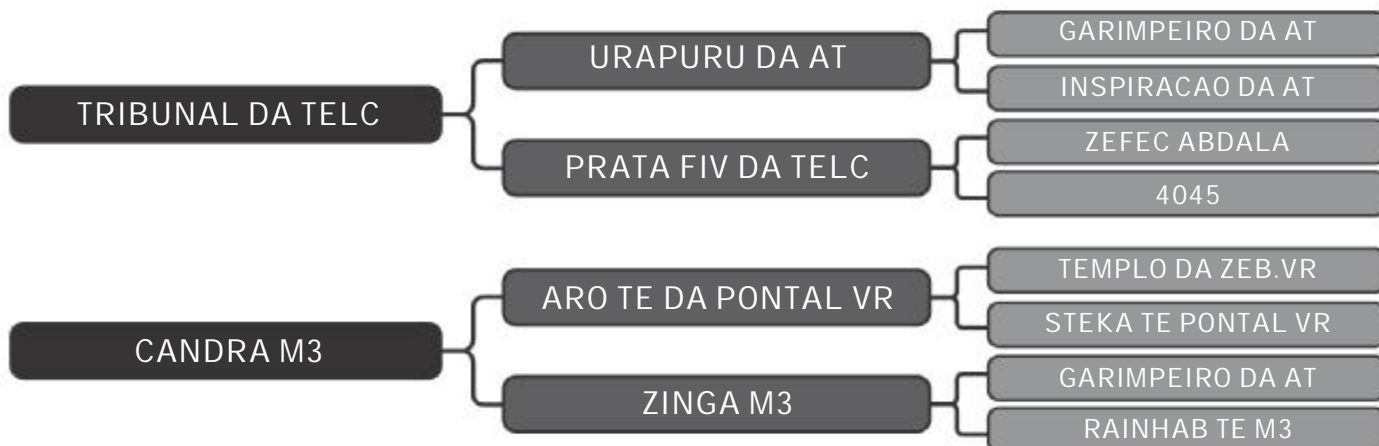 GARIMPEIRO DA AT
URAPURU DA AT
INSPIRACAO DA AT
TRIBUNAL DA TELC
ZEFEC ABDALA
PRATA FIV DA TELC
4045
TEMPLO DA ZEB.VR
ARO TE DA PONTAL VR
STEKA TE PONTAL VR
CANDRA M3
GARIMPEIRO DA AT
ZINGA M3
RAINHAB TE M3